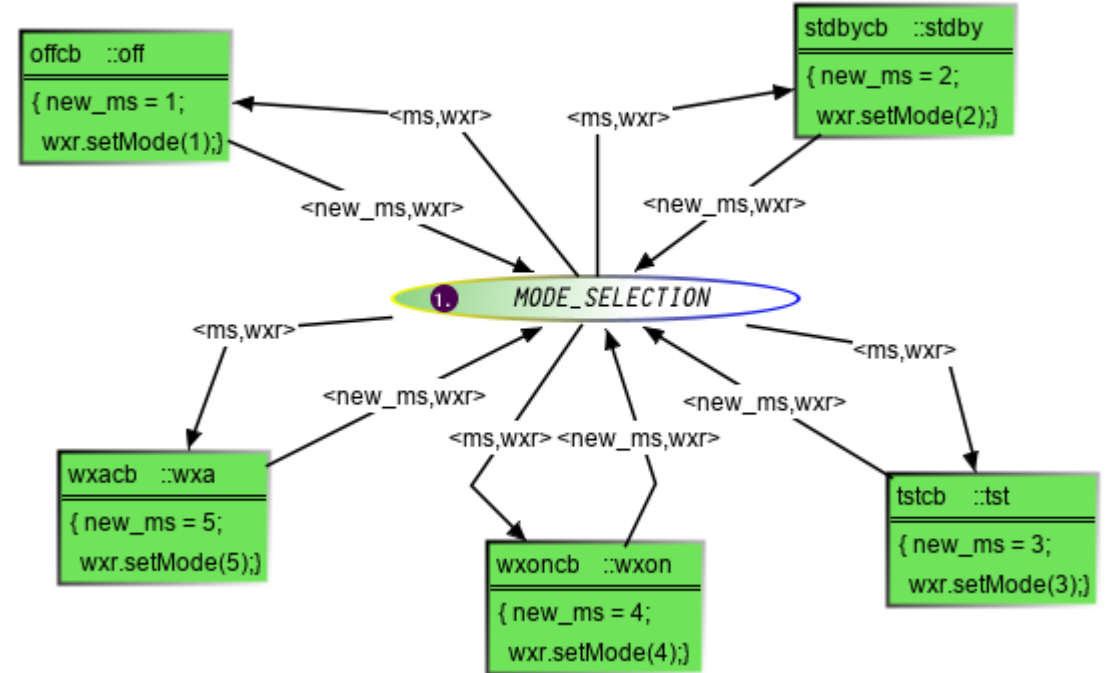 offcb ::off
{ new_ms = 1;
wxr.setMode(1);}
stdbycb ::stdby
{ new_ms = 2;
wxr.setMode(2);}
<ms,wxr>
<ms,wxr>
<new_ms,wxr>
<new_ms,wxr>
1. MODE_SELECTION
<ms,wxr>
<ms,wxr>
<new_ms,wxr>
<new_ms,wxr>
<ms,wxr>
<new_ms,wxr>
wxacb ::wxa
{ new_ms = 5;
wxr.setMode(5);}
wxoncb ::wxon
{ new_ms = 4;
wxr.setMode(4);}
tstcb ::tst
{ new_ms = 3;
wxr.setMode(3);}